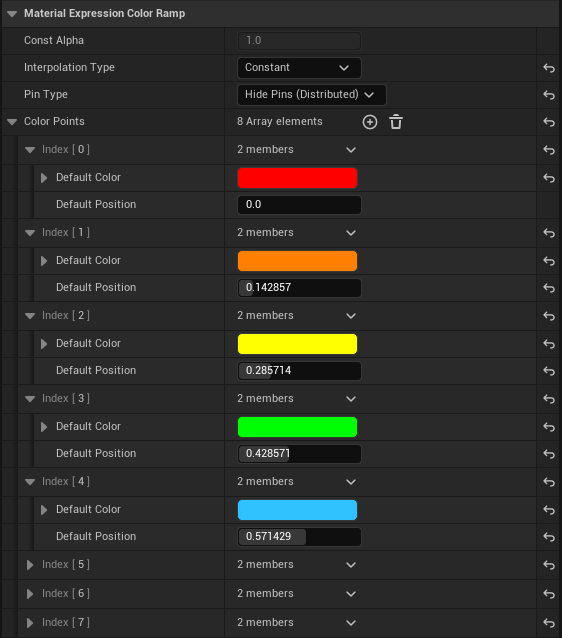 Material Expression Color Ramp
Const Alpha 1.0
Interpolation Type Constant
Pin Type Hide Pins (Distributed)
Color Points 8 Array elements
Index [ 0 ] 2 members
Default Color
Default Position 0.0
Index [ 1 ] 2 members
Default Color
Default Position 0.142857
Index [ 2 ] 2 members
Default Color
Default Position 0.285714
Index [ 3 ] 2 members
Default Color
Default Position 0.428571
Index [ 4 ] 2 members
Default Color
Default Position 0.571429
Index [ 5 ] 2 members
Index [ 6 ] 2 members
Index [ 7 ] 2 members